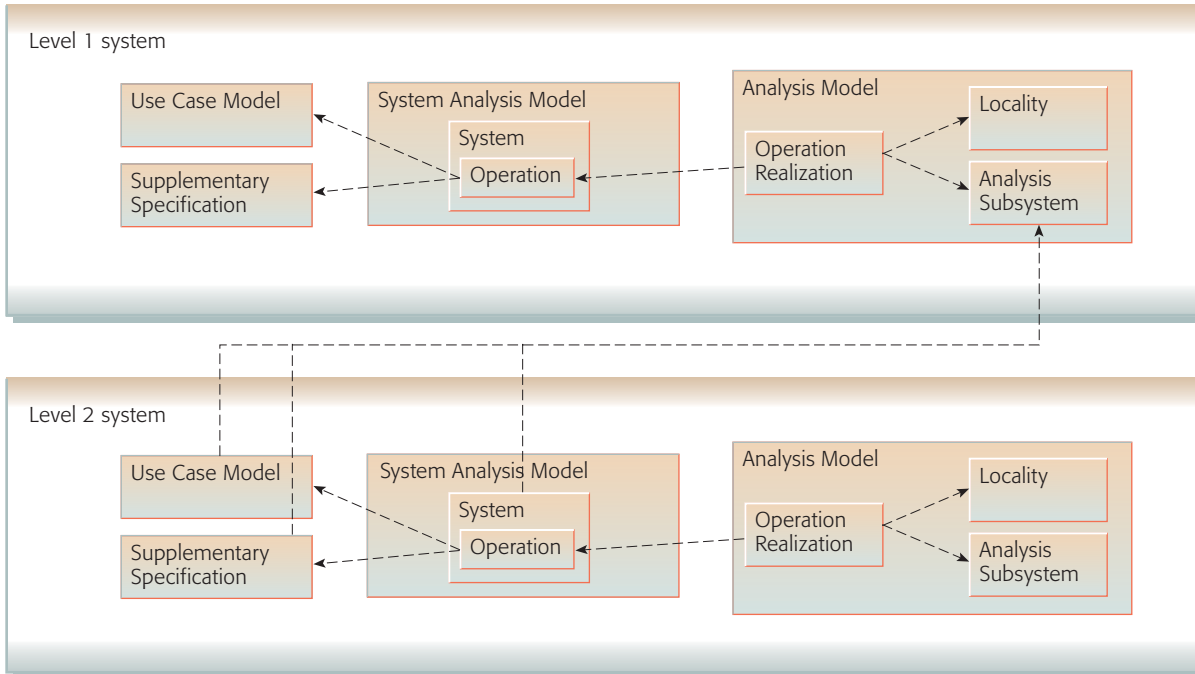 Level 1 system
Use Case Model
Supplementary
Specification
System Analysis Model
System
Operation
Analysis Model
Operation
Realization
Locality
Analysis
Subsystem
Level 2 system
Use Case Model
Supplementary
Specification
System Analysis Model
System
Operation
Analysis Model
Operation
Realization
Locality
Analysis
Subsystem